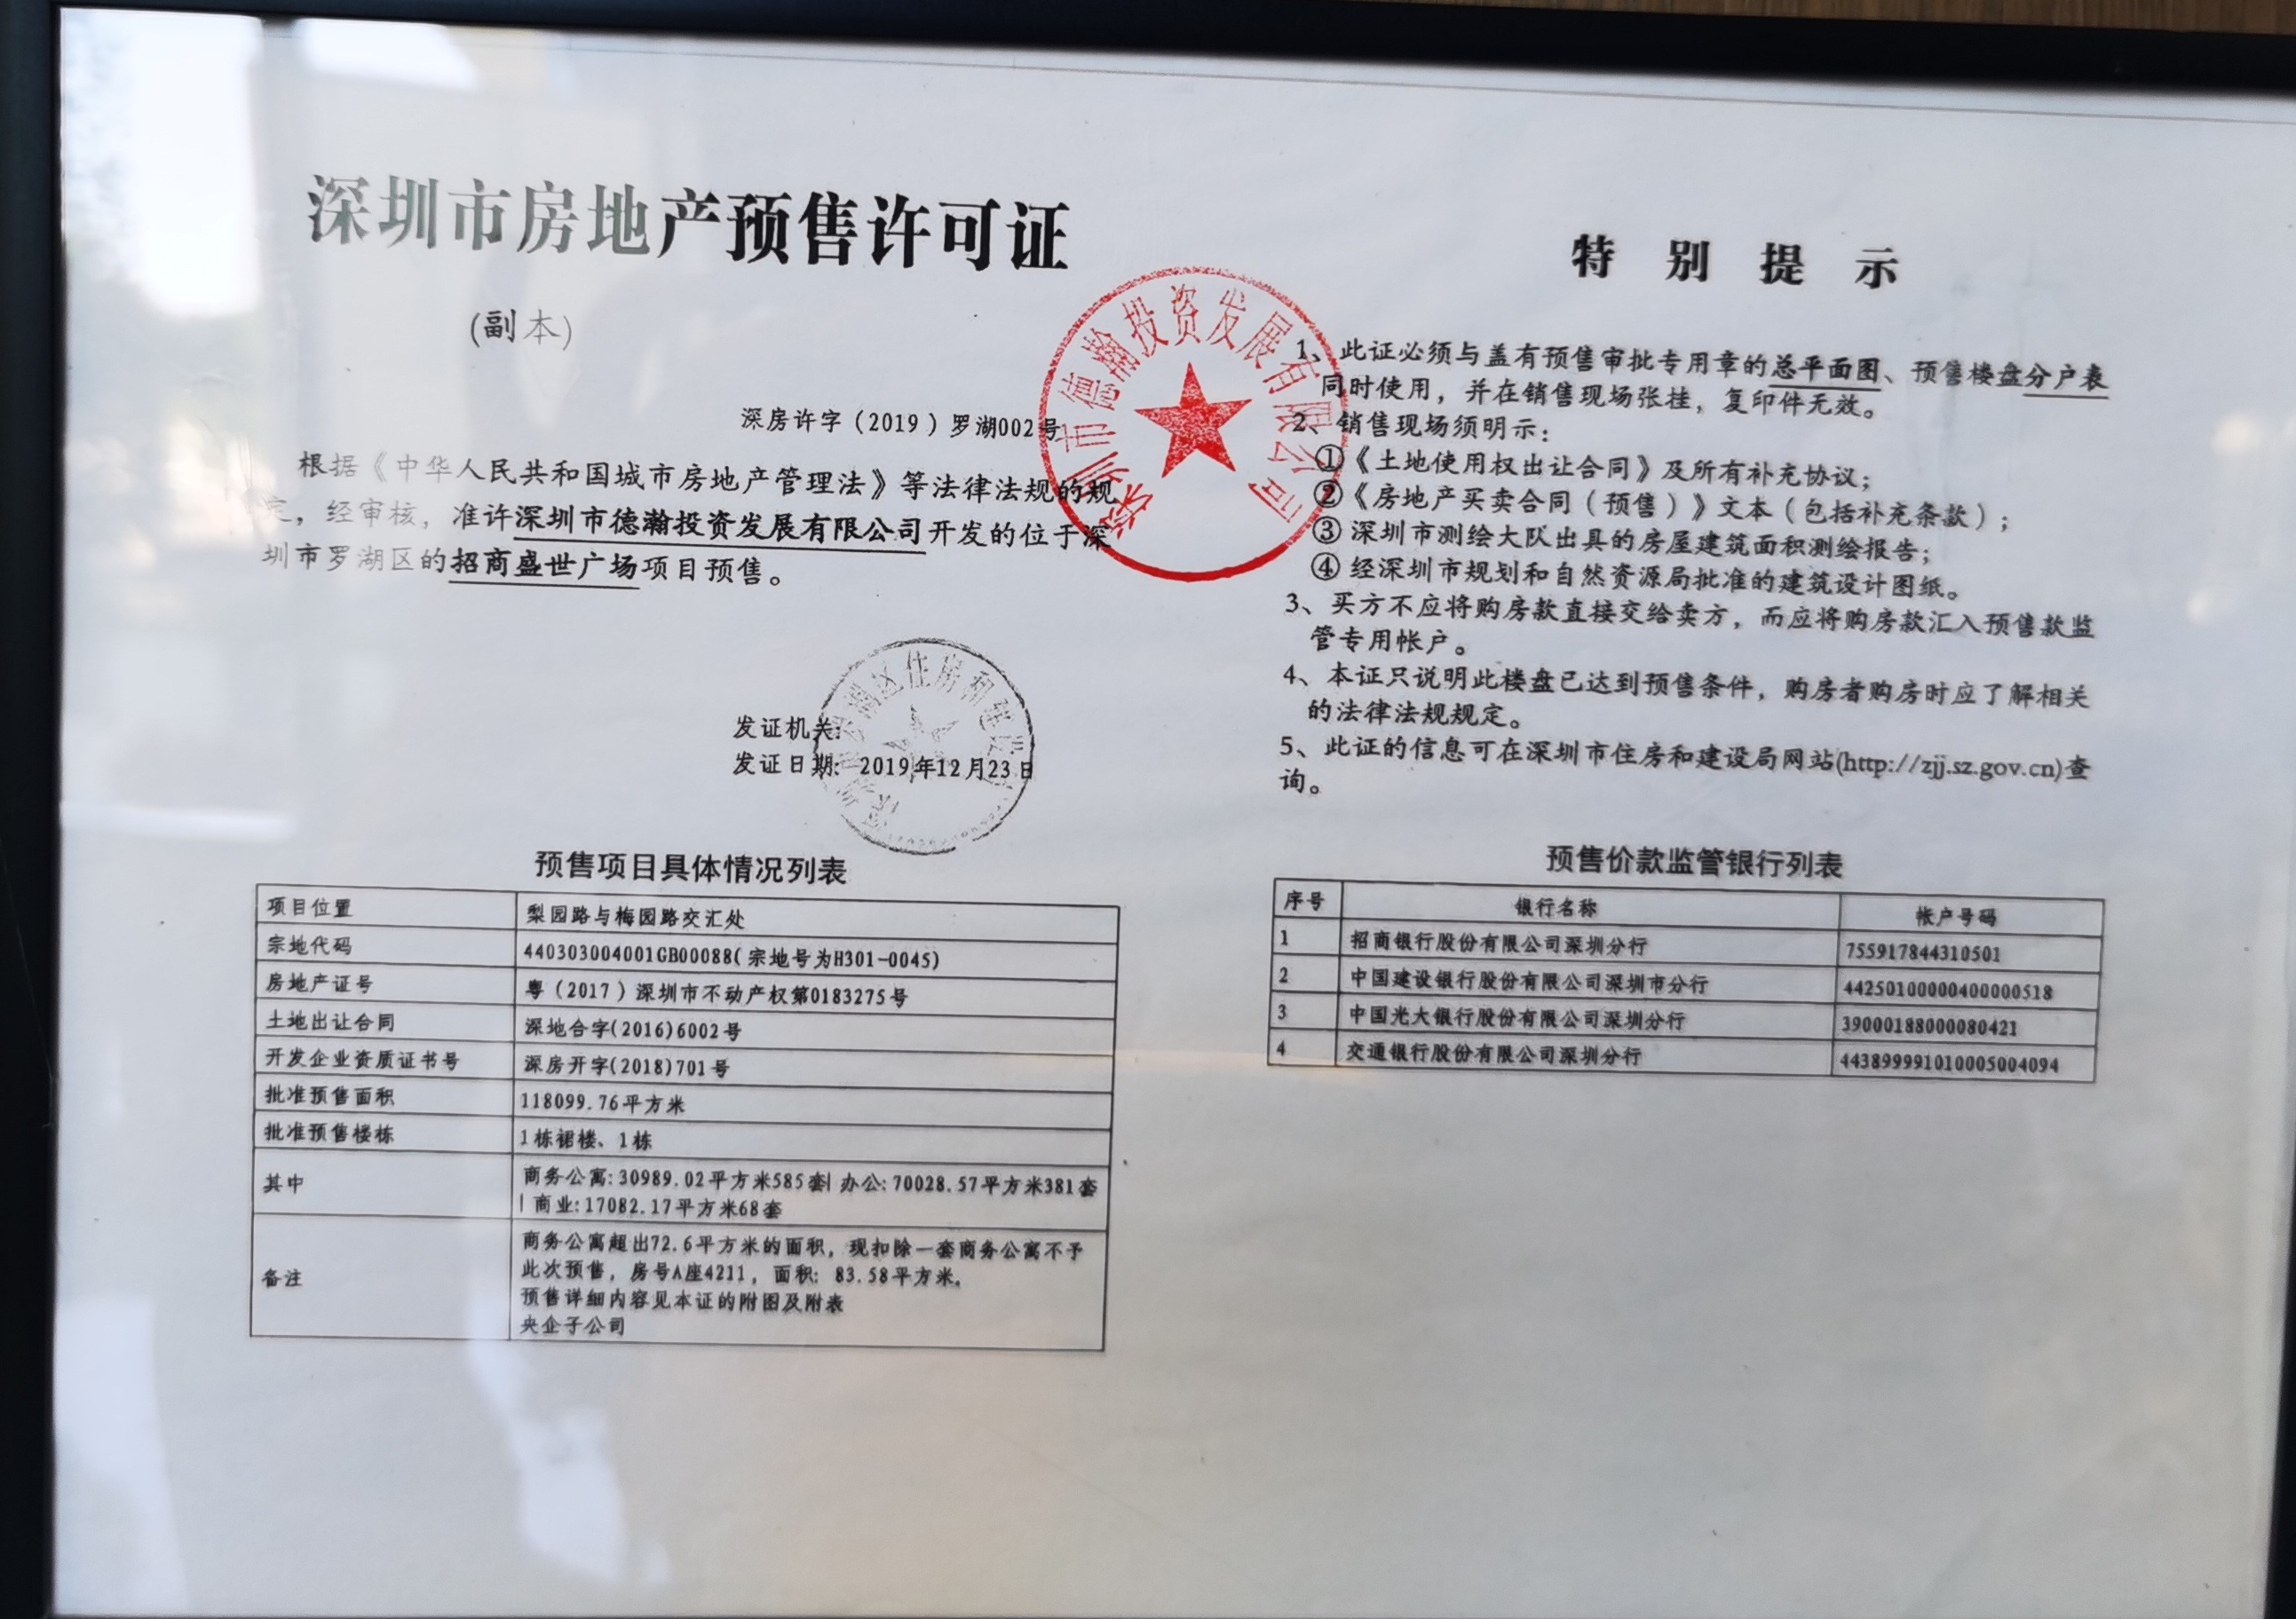 深圳市房地产预售许可证
(副本)
深房许字（2019）罗湖002号
根据《中华人民共和国城市房地产管理法》等法律法规的规
定，经审核，准许深圳市德瀚投资发展有限公司开发的位于深
圳市罗湖区的招商盛世广场项目预售。
深圳市德瀚投资发展有限公司
发证机关:
发证日期: 2019年12月23日
预售项目具体情况列表
项目位置 梨园路与梅园路交汇处
宗地代码 440303004001GB00088(宗地号为H301-0045)
房地产证号 粤（2017）深圳市不动产权第0183275号
土地出让合同 深地合字(2016)6002号
开发企业资质证书号 深房开字(2018)701号
批准预售面积 118099.76平方米
批准预售楼栋 1栋裙楼、1栋
其中 商务公寓:30989.02平方米585套| 办公:70028.57平方米381套
| 商业:17082.17平方米68套
备注 商务公寓超出72.6平方米的面积，现扣除一套商务公寓不予
此次预售，房号A座4211，面积：83.58平方米。
预售详细内容见本证的附图及附表
央企子公司
特别提示
1、此证必须与盖有预售审批专用章的总平面图、预售楼盘分户表
同时使用，并在销售现场张挂，复印件无效。
2、销售现场须明示：
①《土地使用权出让合同》及所有补充协议；
②《房地产买卖合同（预售）》文本（包括补充条款）；
③深圳市测绘大队出具的房屋建筑面积测绘报告；
④经深圳市规划和自然资源局批准的建筑设计图纸。
3、买方不应将购房款直接交给卖方，而应将购房款汇入预售款监
管专用帐户。
4、本证只说明此楼盘已达到预售条件，购房者购房时应了解相关
的法律法规规定。
5、此证的信息可在深圳市住房和建设局网站(http://zjj.sz.gov.cn)查
询。
预售价款监管银行列表
序号 银行名称 帐户号码
1 招商银行股份有限公司深圳分行 755917844310501
2 中国建设银行股份有限公司深圳市分行 44250100000400000518
3 中国光大银行股份有限公司深圳分行 39000188000080421
4 交通银行股份有限公司深圳分行 443899991010005004094